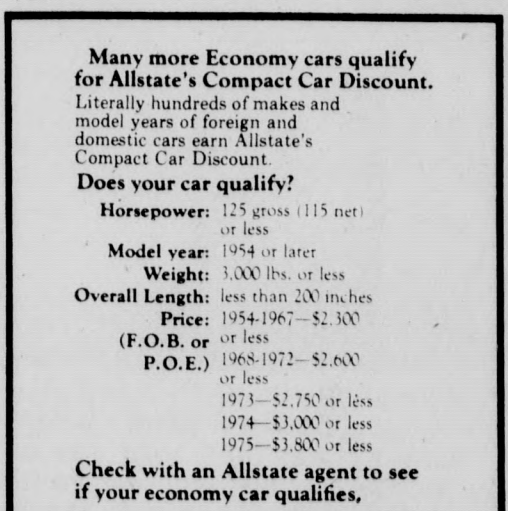 Many more Economy cars qualify
for Allstate's Compact Car Discount.
Literally hundreds of makes and
model years of foreign and
domestic cars earn Allstate's
Compact Car Discount.
Does your car qualify?
Horsepower: 125 gross (115 net)
or less
Model year: 1954 or later
Weight: 3,000 lbs. or less
Overall Length: less than 200 inches
Price: 1954-1967—$2,300
(F.O.B. or or less
P.O.E.) 1968-1972—$2,600
or less
1973—$2,750 or less
1974—$3,000 or less
1975—$3,800 or less
Check with an Allstate agent to see
if your economy car qualifies,